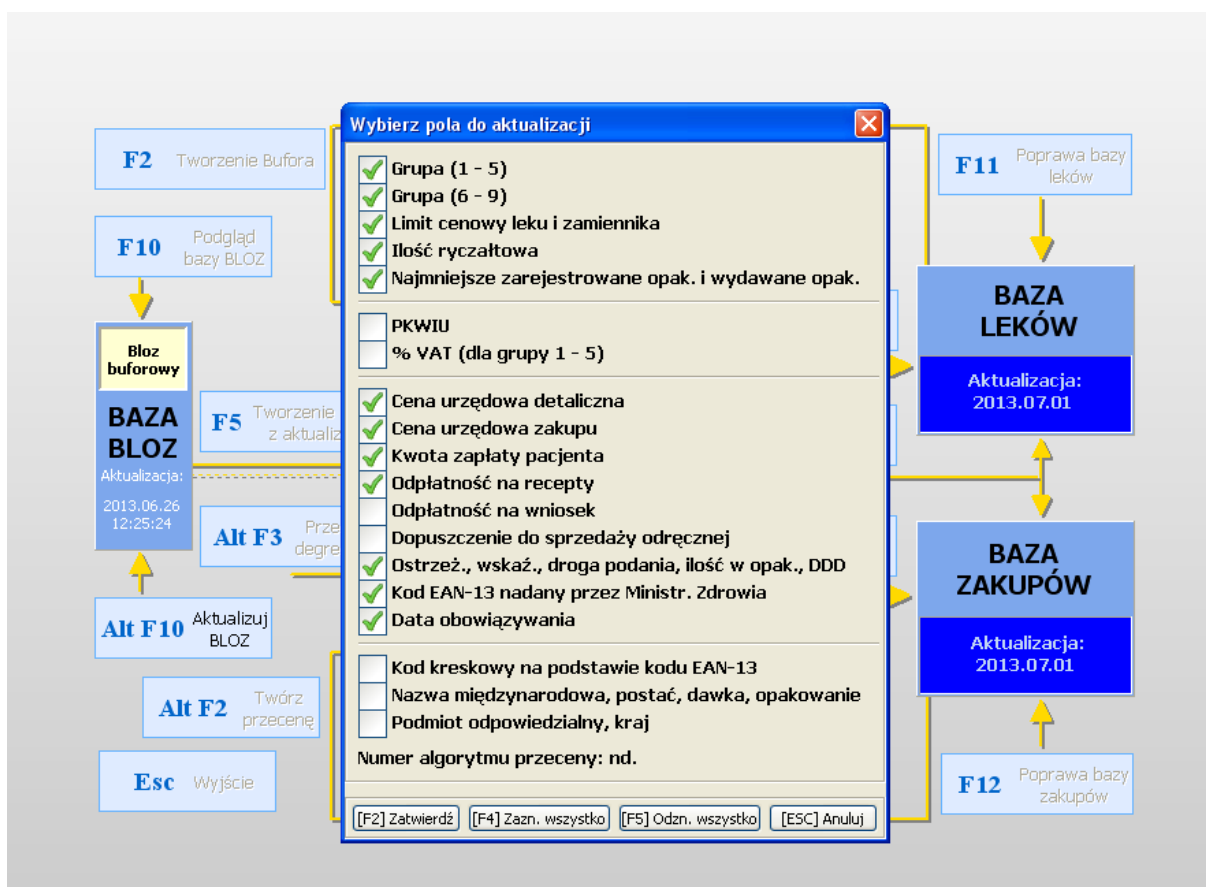 Wybierz pola do aktualizacji
Grupa (1 - 5)
Grupa (6 - 9)
Limit cenowy leku i zamiennika
Ilość ryczałtowa
Najmniejsze zarejestrowane opak. i wydawane opak.
PKWIU
% VAT (dla grupy 1 - 5)
Cena urzędowa detaliczna
Cena urzędowa zakupu
Kwota zapłaty pacjenta
Odpłatność na recepty
Odpłatność na wniosek
Dopuszczenie do sprzedaży odręcznej
Ostrzeż., wskaź., droga podania, ilość w opak., DDD
Kod EAN-13 nadany przez Ministr. Zdrowia
Data obowiązywania
Kod kreskowy na podstawie kodu EAN-13
Nazwa międzynarodowa, postać, dawka, opakowanie
Podmiot odpowiedzialny, kraj
Numer algorytmu przeceny: nd.
[F2] Zatwierdź [F4] Zazn. wszystko [F5] Odzn. wszystko [ESC] Anuluj
F2 Tworzenie Bufora
F10 Podgląd
bazy BLOZ
Bloz
buforowy
BAZA
BLOZ
Aktualizacja:
2013.06.26
12:25:24
F5 Tworzenie
z aktualiz
Alt F3 Prze
degre
Alt F10 Aktualizuj
BLOZ
Alt F2 Twórz
przecenę
Esc Wyjście
F11 Poprawa bazy
leków
BAZA
LEKÓW
Aktualizacja:
2013.07.01
BAZA
ZAKUPÓW
Aktualizacja:
2013.07.01
F12 Poprawa bazy
zakupów